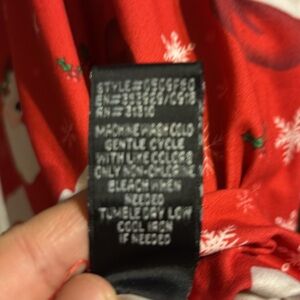 MACHINE WASH COLD
GENTLE CYCLE
WITH LIKE COLORS
ONLY NON-CHLORINE
BLEACH WHEN
NEEDED
TUMBLE DRY LOW
COOL IRON
IF NEEDED